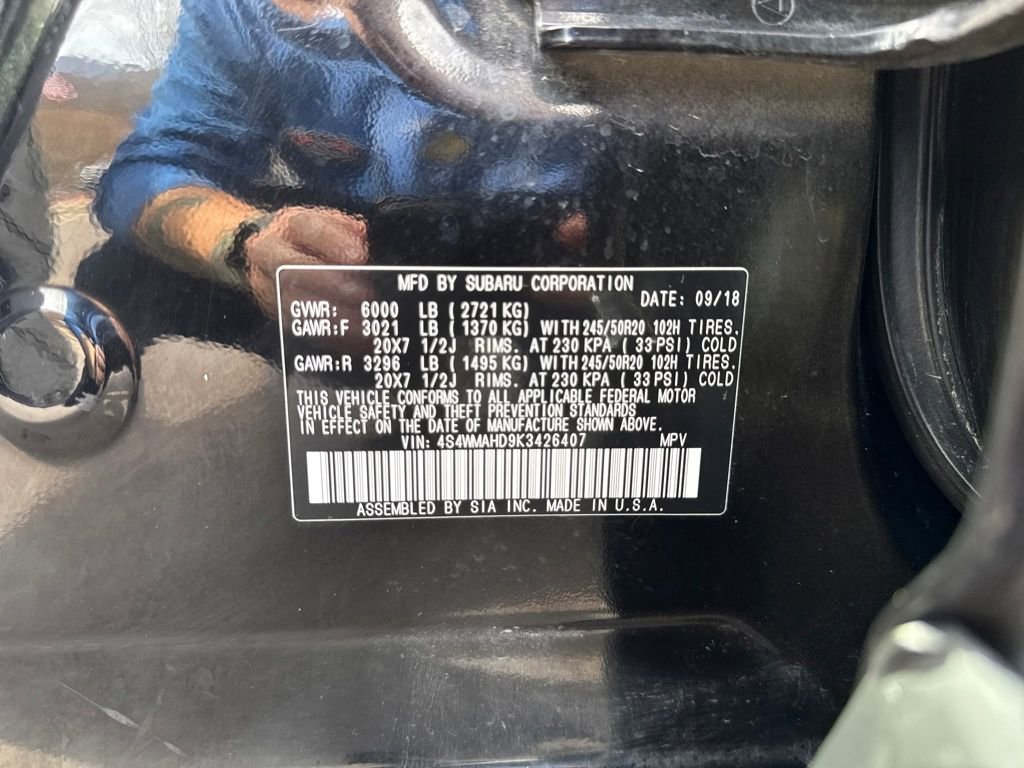 MFD BY SUBARU CORPORATION
DATE: 09/18
GVWR: 6000 LB ( 2721 KG)
GAWR:F 3021 LB ( 1370 KG) WITH 245/50R20 102H TIRES,
20X7 1/2J RIMS, AT 230 KPA ( 33 PSI) COLD
GAWR:R 3296 LB ( 1495 KG) WITH 245/50R20 102H TIRES,
20X7 1/2J RIMS, AT 230 KPA ( 33 PSI) COLD
THIS VEHICLE CONFORMS TO ALL APPLICABLE FEDERAL MOTOR
VEHICLE SAFETY AND THEFT PREVENTION STANDARDS
IN EFFECT ON THE DATE OF MANUFACTURE SHOWN ABOVE.
VIN: 4S4WMAHD9K3426407 MPV
ASSEMBLED BY SIA INC. MADE IN U.S.A.